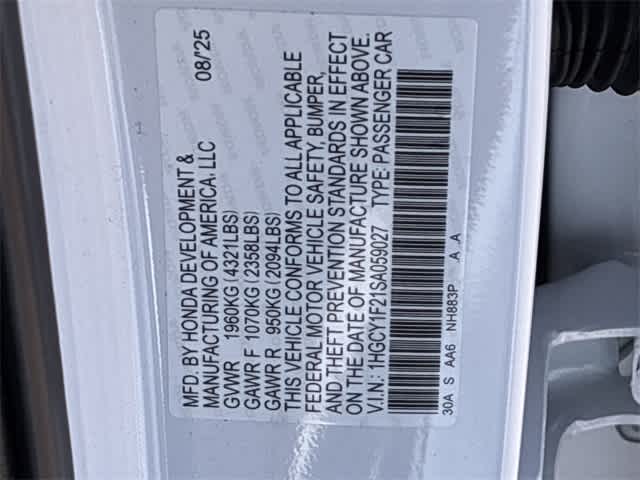 MFD. BY HONDA DEVELOPMENT & 08/'25
MANUFACTURING OF AMERICA, LLC
GVWR 1960KG (4321LBS)
GAWR F 1070KG (2358LBS)
GAWR R 950KG (2094LBS)
THIS VEHICLE CONFORMS TO ALL APPLICABLE
FEDERAL MOTOR VEHICLE SAFETY, BUMPER,
AND THEFT PREVENTION STANDARDS IN EFFECT
ON THE DATE OF MANUFACTURE SHOWN ABOVE.
V.I.N.: 1HGCY1F21SA059027 TYPE: PASSENGER CAR
30A S AA6 NH883P A A